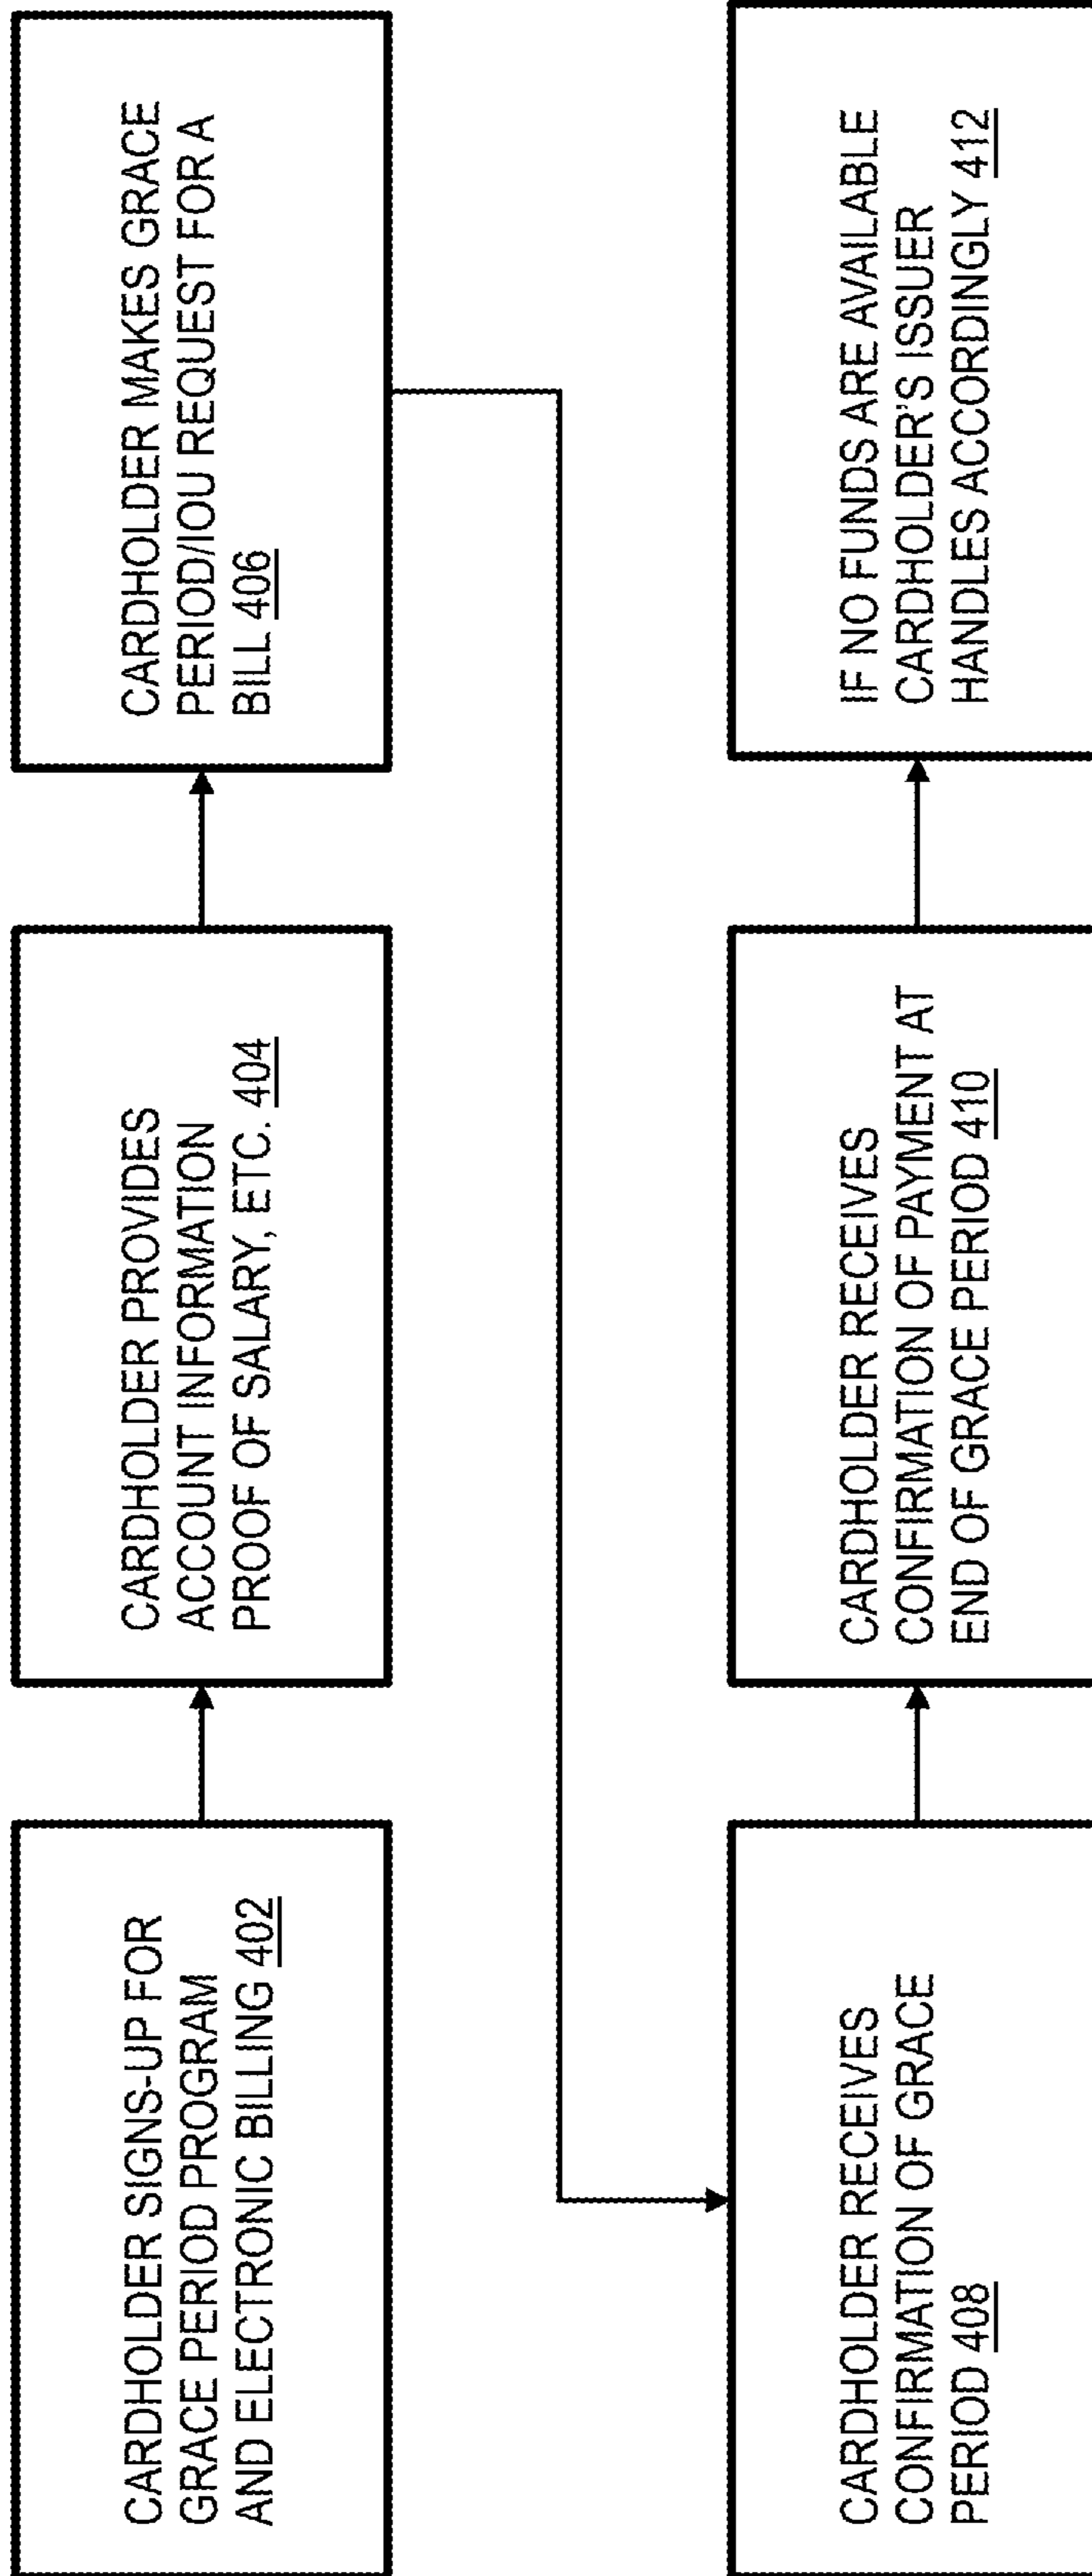 CARDHOLDER SIGNS-UP FOR
GRACE PERIOD PROGRAM
AND ELECTRONIC BILLING 402
CARDHOLDER PROVIDES
ACCOUNT INFORMATION
PROOF OF SALARY, ETC. 404
CARDHOLDER MAKES GRACE
PERIOD/IOU REQUEST FOR A
BILL 406
CARDHOLDER RECEIVES
CONFIRMATION OF GRACE
PERIOD 408
CARDHOLDER RECEIVES
CONFIRMATION OF PAYMENT AT
END OF GRACE PERIOD 410
IF NO FUNDS ARE AVAILABLE
CARDHOLDER'S ISSUER
HANDLES ACCORDINGLY 412